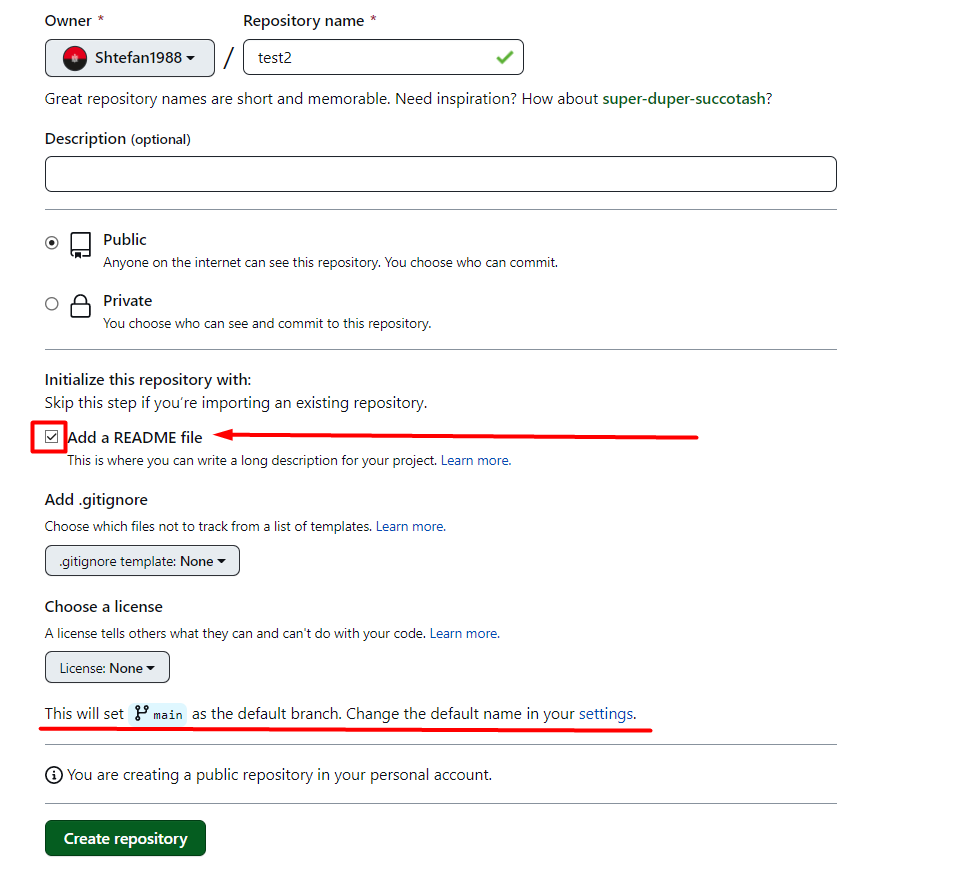 Owner * Repository name *
Shtefan1988 / test2
Great repository names are short and memorable. Need inspiration? How about super-duper-succotash?
Description (optional)
Public
Anyone on the internet can see this repository. You choose who can commit.
Private
You choose who can see and commit to this repository.
Initialize this repository with:
Skip this step if you're importing an existing repository.
Add a README file
This is where you can write a long description for your project. Learn more.
Add .gitignore
Choose which files not to track from a list of templates. Learn more.
.gitignore template: None
Choose a license
A license tells others what they can and can't do with your code. Learn more.
License: None
This will set main as the default branch. Change the default name in your settings.
You are creating a public repository in your personal account.
Create repository